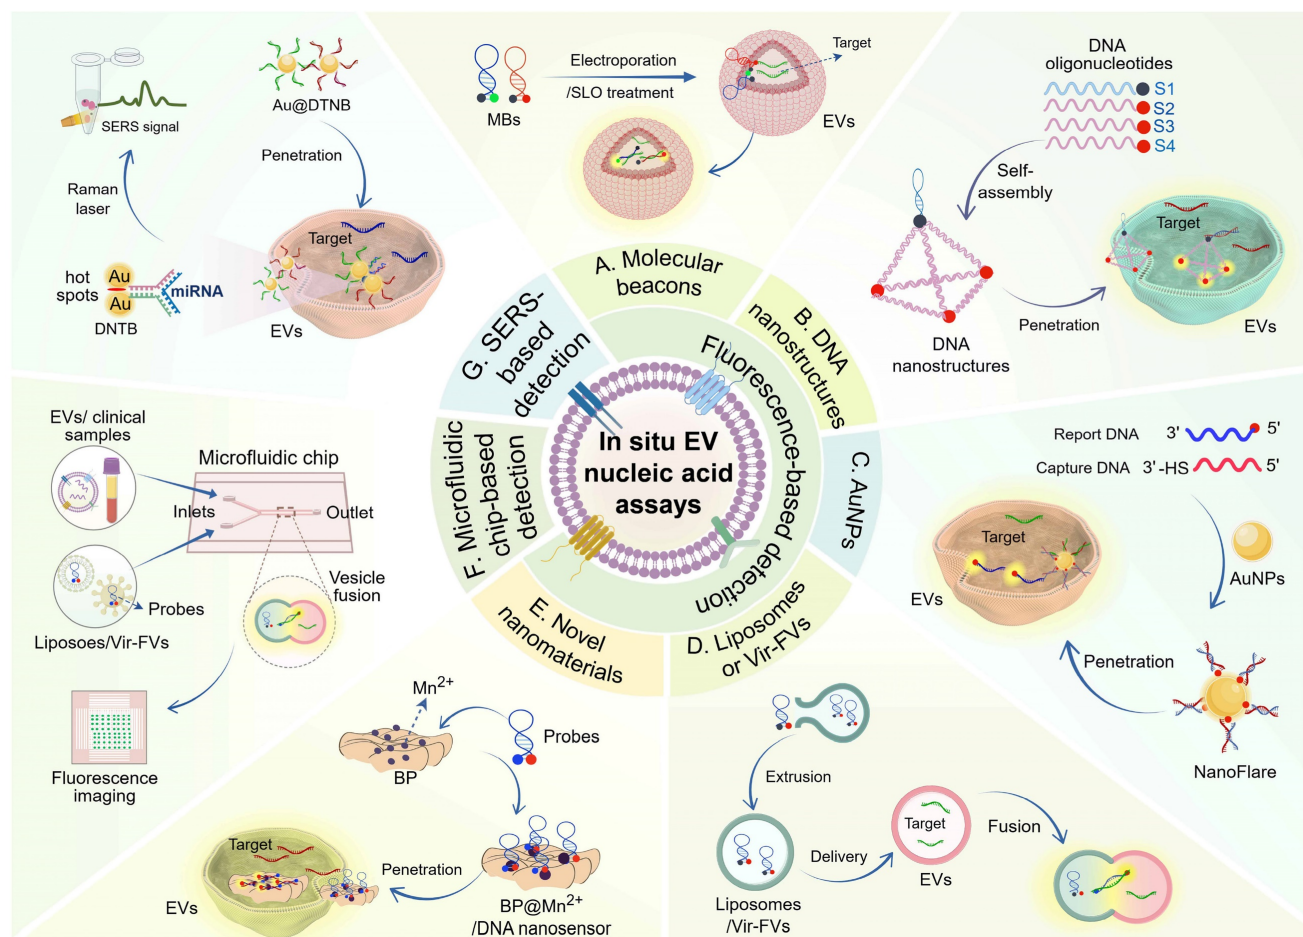 In situ EV
nucleic acid
assays
Fluorescence-based detection
A. Molecular
beacons
B. DNA
nanostructures
C. AuNPs
D. Liposomes
or Vir-FVs
E. Novel
nanomaterials
F. Microfluidic
chip-based
detection
G. SERS-
based
detection
MBs
Electroporation
/SLO treatment
Target
EVs
DNA
oligonucleotides
S1
S2
S3
S4
Self-
assembly
DNA
nanostructures
Penetration
Target
EVs
Report DNA 3' 5'
Capture DNA 3'-HS 5'
AuNPs
NanoFlare
Penetration
Target
EVs
Extrusion
Liposomes
/Vir-FVs
Delivery
Target
EVs
Fusion
Mn2+
BP
Probes
BP@Mn2+
/DNA nanosensor
Penetration
Target
EVs
EVs/ clinical
samples
Microfluidic chip
Inlets
Outlet
Vesicle
fusion
Probes
Liposoes/Vir-FVs
Fluorescence
imaging
SERS signal
Au@DTNB
Penetration
Raman
laser
Target
EVs
hot
spots
Au
Au
miRNA
DNTB